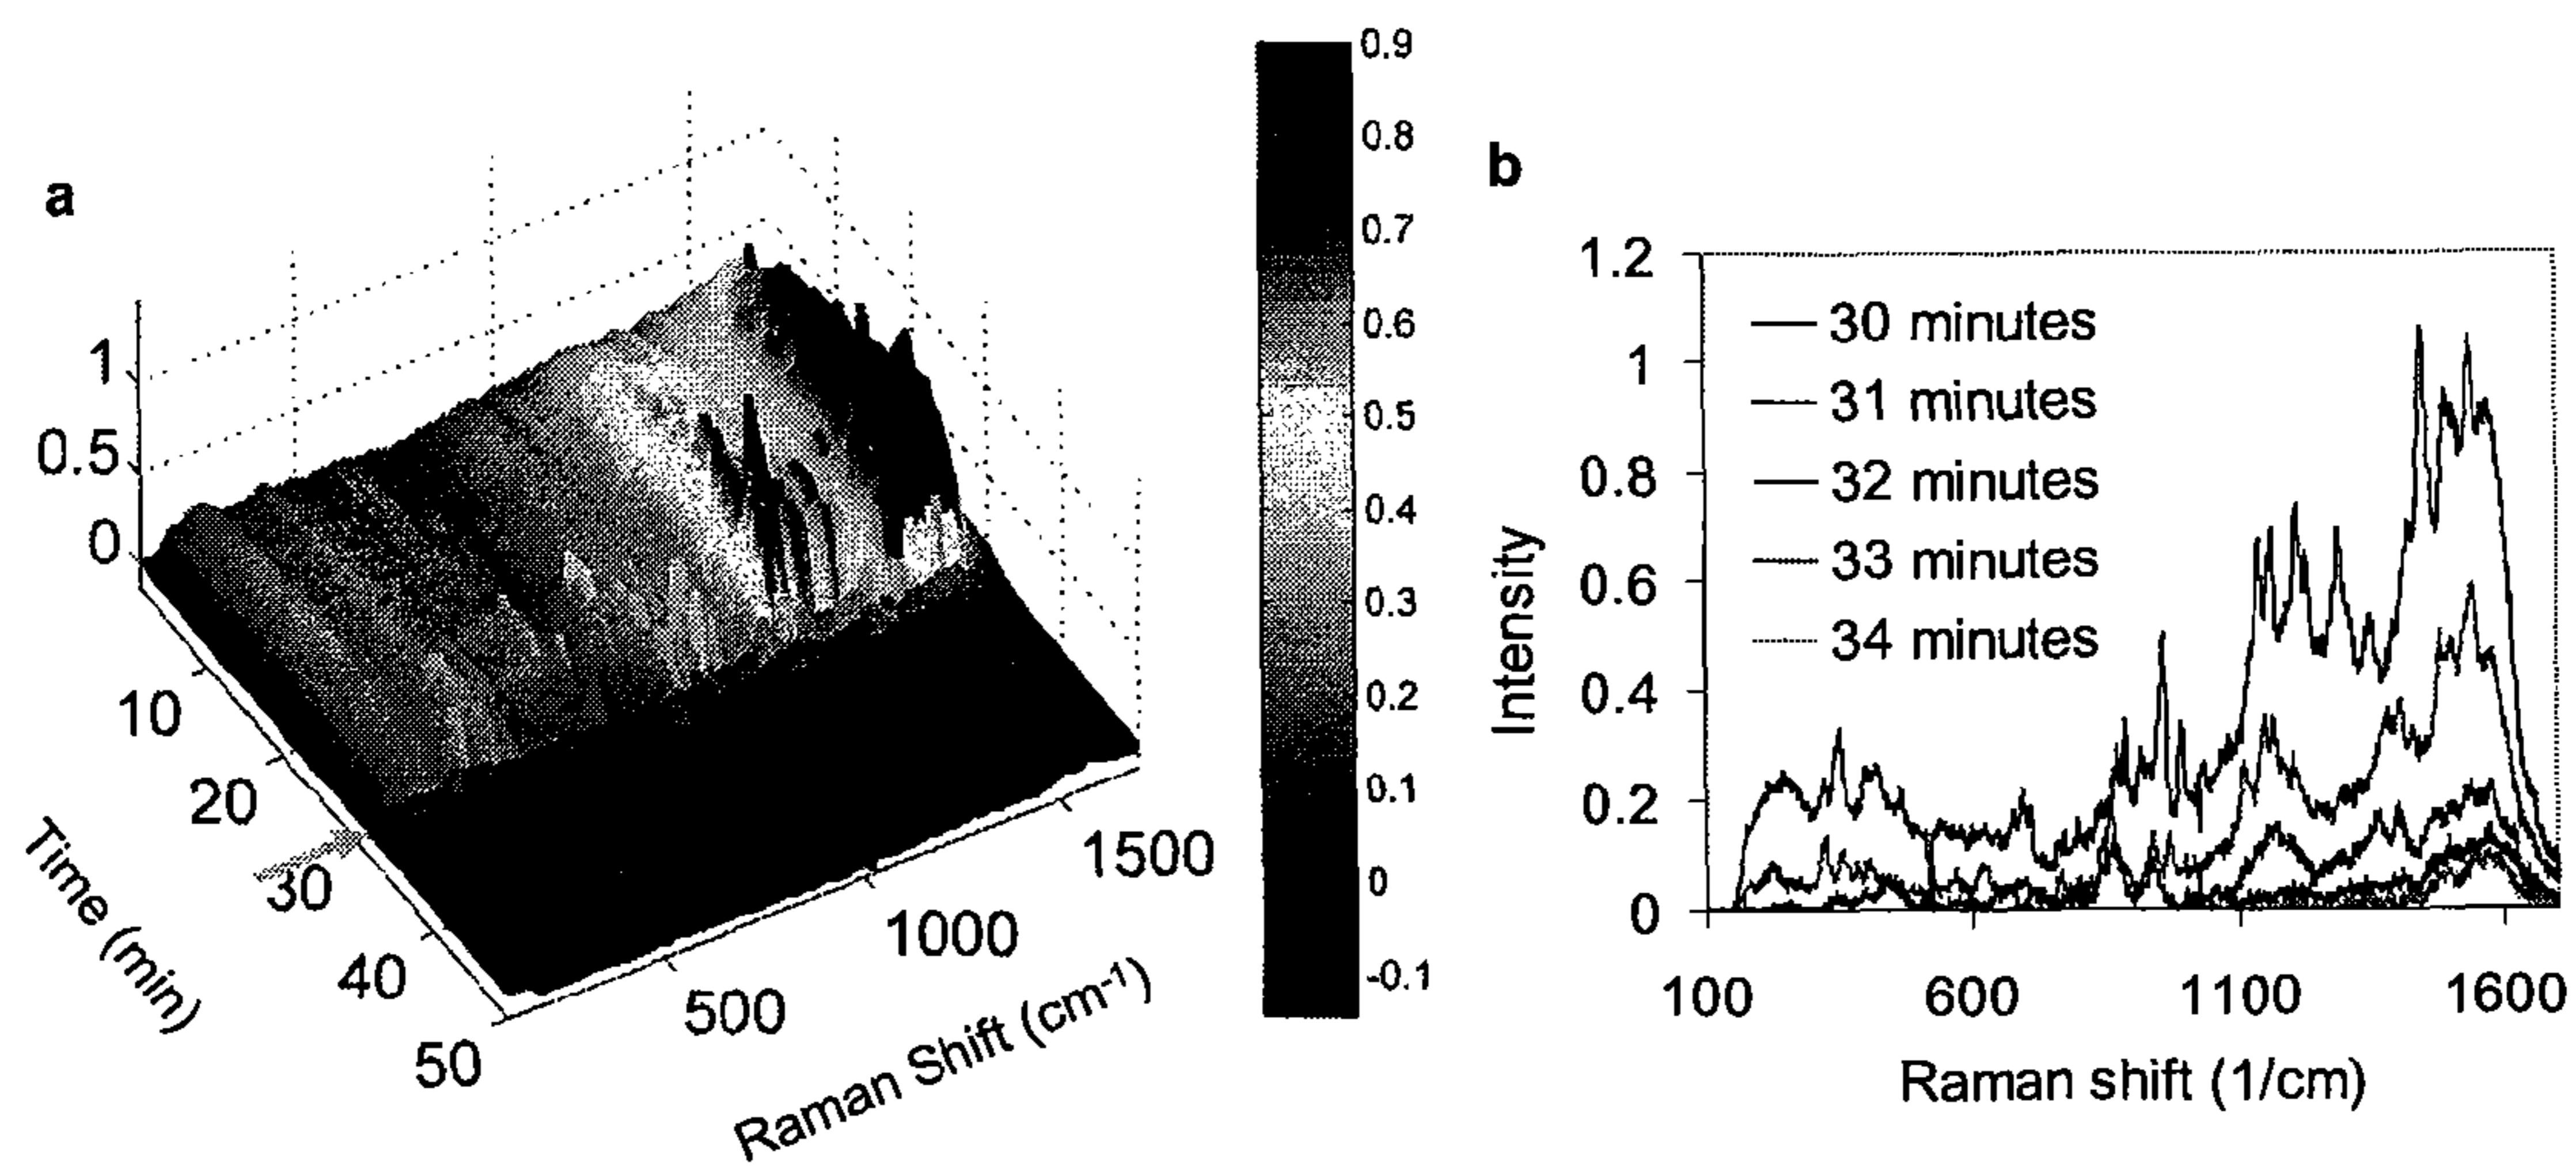 a
1
0.5
0
10
20
30
40
50
Time (min)
500
1000
1500
Raman Shift (cm⁻¹)
0.9
0.8
0.7
0.6
0.5
0.4
0.3
0.2
0.1
0
-0.1
b
1.2
1
0.8
0.6
0.4
0.2
0
Intensity
30 minutes
31 minutes
32 minutes
33 minutes
34 minutes
100 600 1100 1600
Raman shift (1/cm)